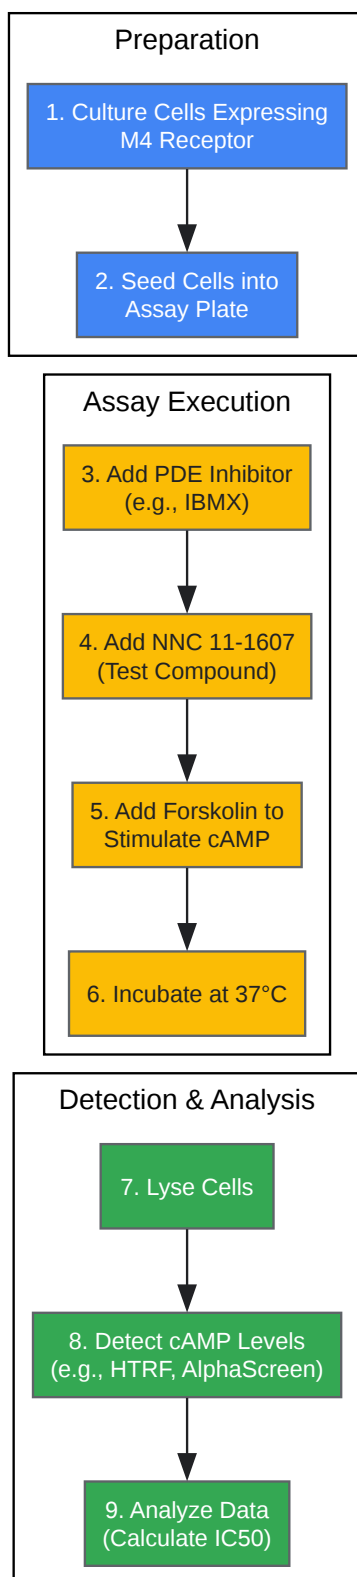 Preparation
1. Culture Cells Expressing
M4 Receptor
2. Seed Cells into
Assay Plate
Assay Execution
3. Add PDE Inhibitor
(e.g., IBMX)
4. Add NNC 11-1607
(Test Compound)
5. Add Forskolin to
Stimulate cAMP
6. Incubate at 37°C
Detection & Analysis
7. Lyse Cells
8. Detect cAMP Levels
(e.g., HTRF, AlphaScreen)
9. Analyze Data
(Calculate IC50)